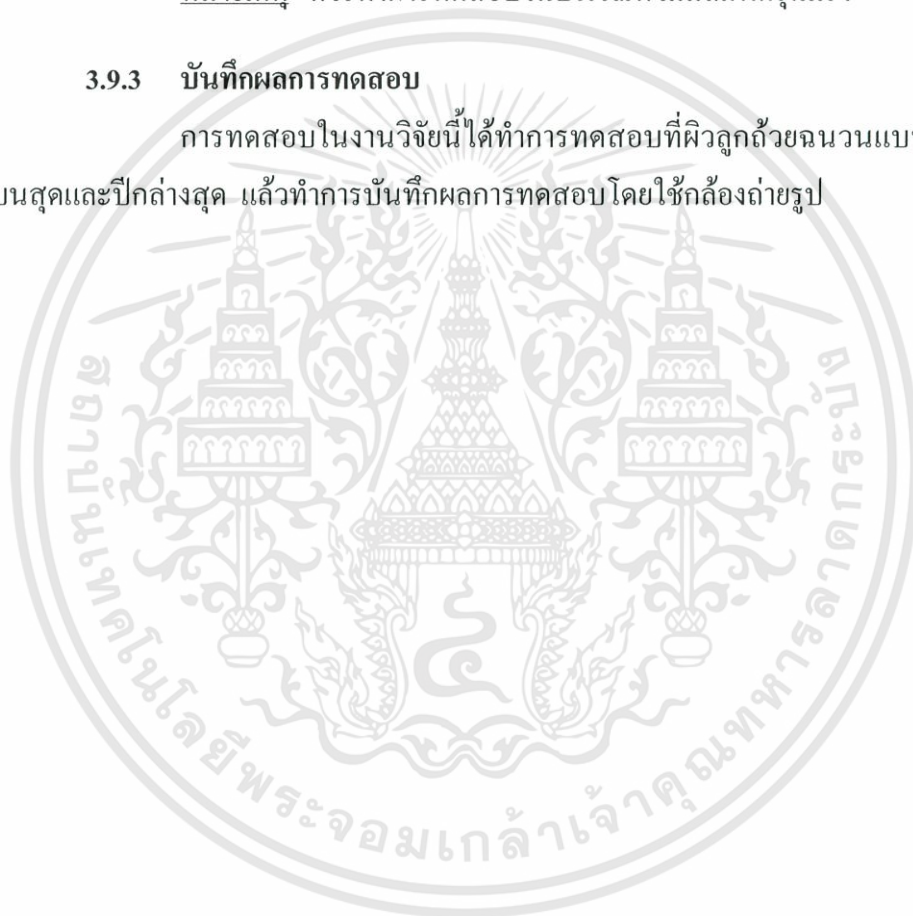 3.9.3 บันทึกผลการทดสอบ
การทดสอบในงานวิจัยนี้ได้ทำการทดสอบที่ผิวลูกถ้วยฉนวนแบบ
บนสุดและปีกล่างสุด แล้วทำการบันทึกผลการทดสอบโดยใช้กล้องถ่ายรูป
สถาบันเทคโนโลยีพระจอมเกล้าเจ้าคุณทหารลาดกระบัง
๔